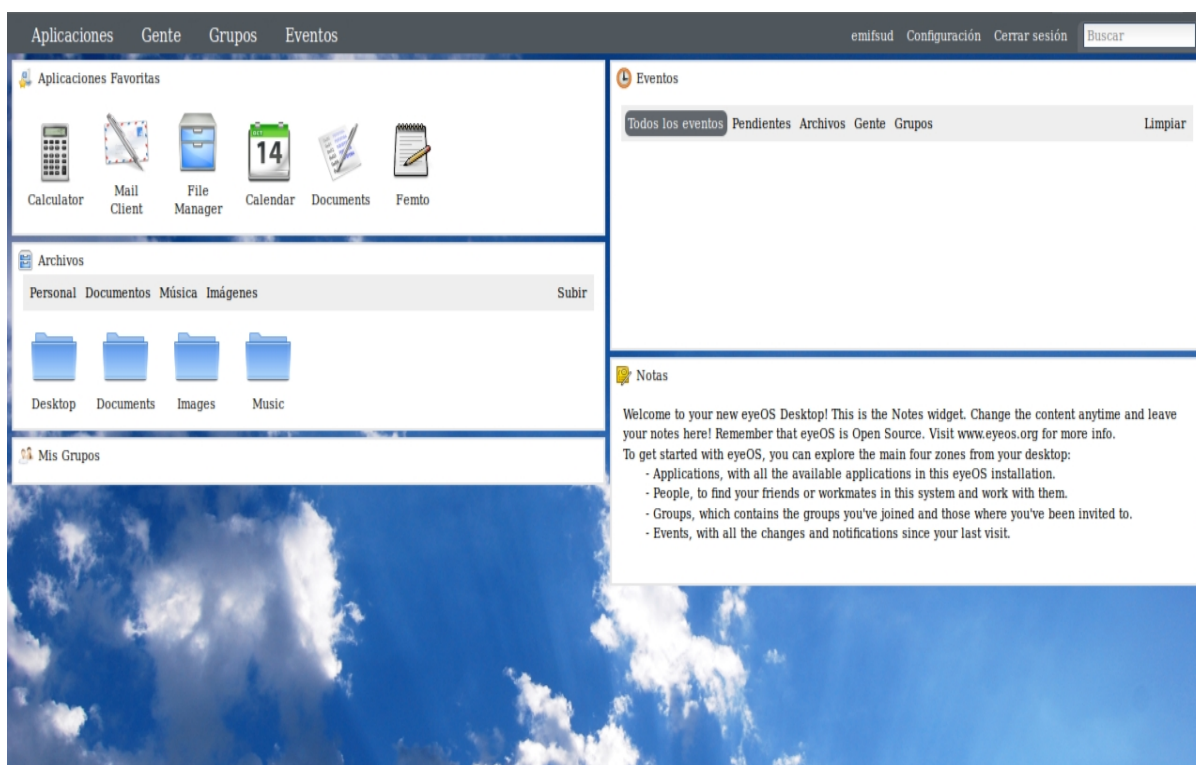 Aplicaciones Gente Grupos Eventos
emifsud Configuración Cerrar sesión Buscar
Aplicaciones Favoritas
OCT
14
Calculator
Mail Client
File Manager
Calendar
Documents
Femto
Archivos
Personal Documentos Música Imágenes Subir
Desktop Documents Images Music
Mis Grupos
Eventos
Todos los eventos Pendientes Archivos Gente Grupos Limpiar
Notas
Welcome to your new eyeOS Desktop! This is the Notes widget. Change the content anytime and leave
your notes here! Remember that eyeOS is Open Source. Visit www.eyeos.org for more info.
To get started with eyeOS, you can explore the main four zones from your desktop:
- Applications, with all the available applications in this eyeOS installation.
- People, to find your friends or workmates in this system and work with them.
- Groups, which contains the groups you've joined and those where you've been invited to.
- Events, with all the changes and notifications since your last visit.